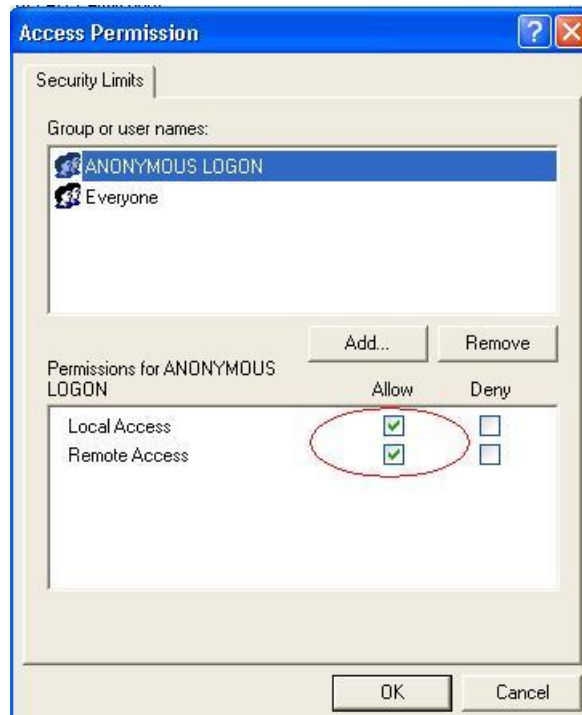 Access Permission
Security Limits
Group or user names:
ANONYMOUS LOGON
Everyone
Add...
Remove
Permissions for ANONYMOUS
LOGON
Allow
Deny
Local Access
Remote Access
OK
Cancel